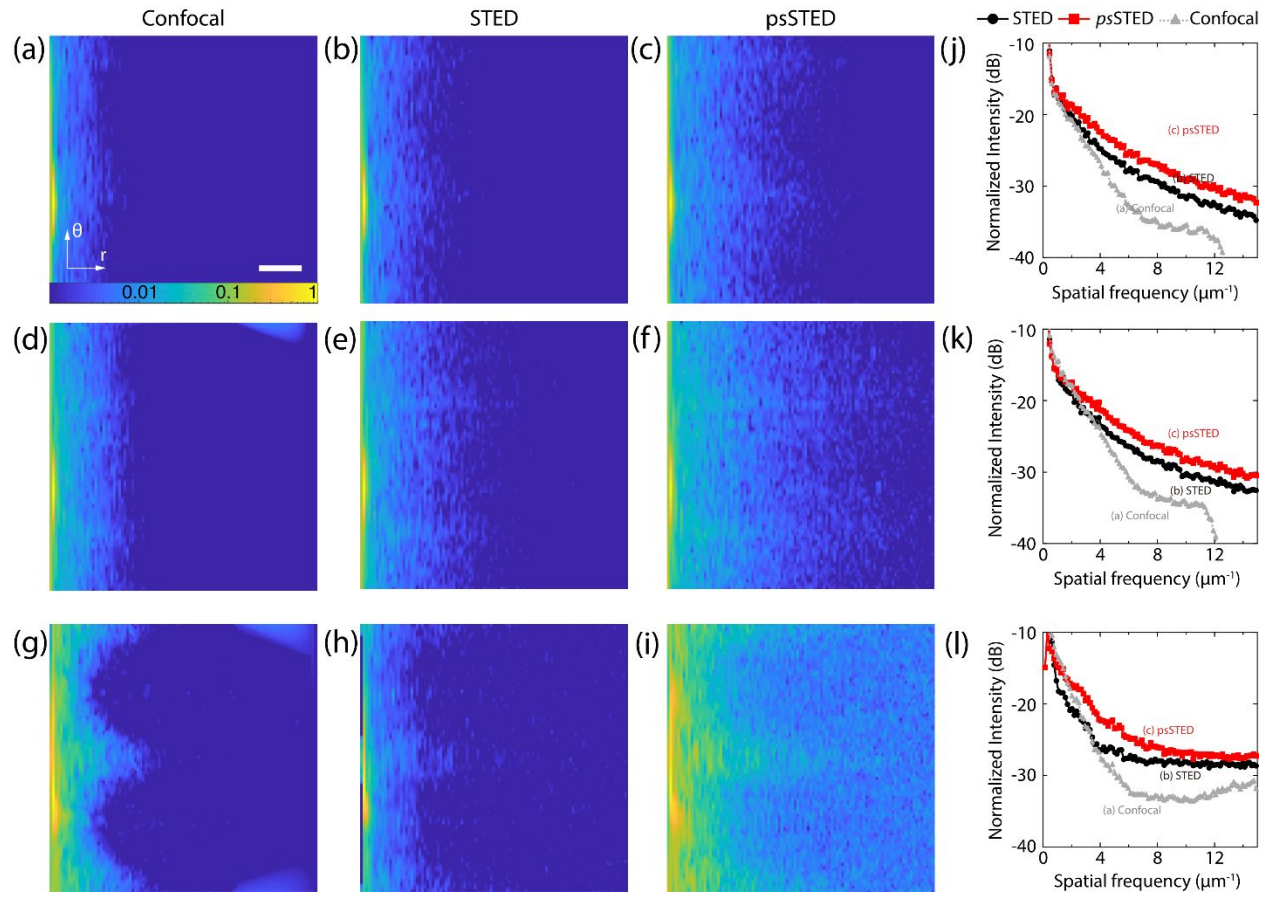 Confocal
STED
psSTED
STED psSTED Confocal
(a)
(b)
(c)
(j)
θ
r
0.01 0.1 1
-10
-20
-30
-40
Normalized Intensity (dB)
(c) psSTED
(b) STED
(a) Confocal
0 4 8 12
Spatial frequency (µm⁻¹)
(d)
(e)
(f)
(k)
-10
-20
-30
-40
Normalized Intensity (dB)
(c) psSTED
(b) STED
(a) Confocal
0 4 8 12
Spatial frequency (µm⁻¹)
(g)
(h)
(i)
(l)
-10
-20
-30
-40
Normalized Intensity (dB)
(c) psSTED
(b) STED
(a) Confocal
0 4 8 12
Spatial frequency (µm⁻¹)